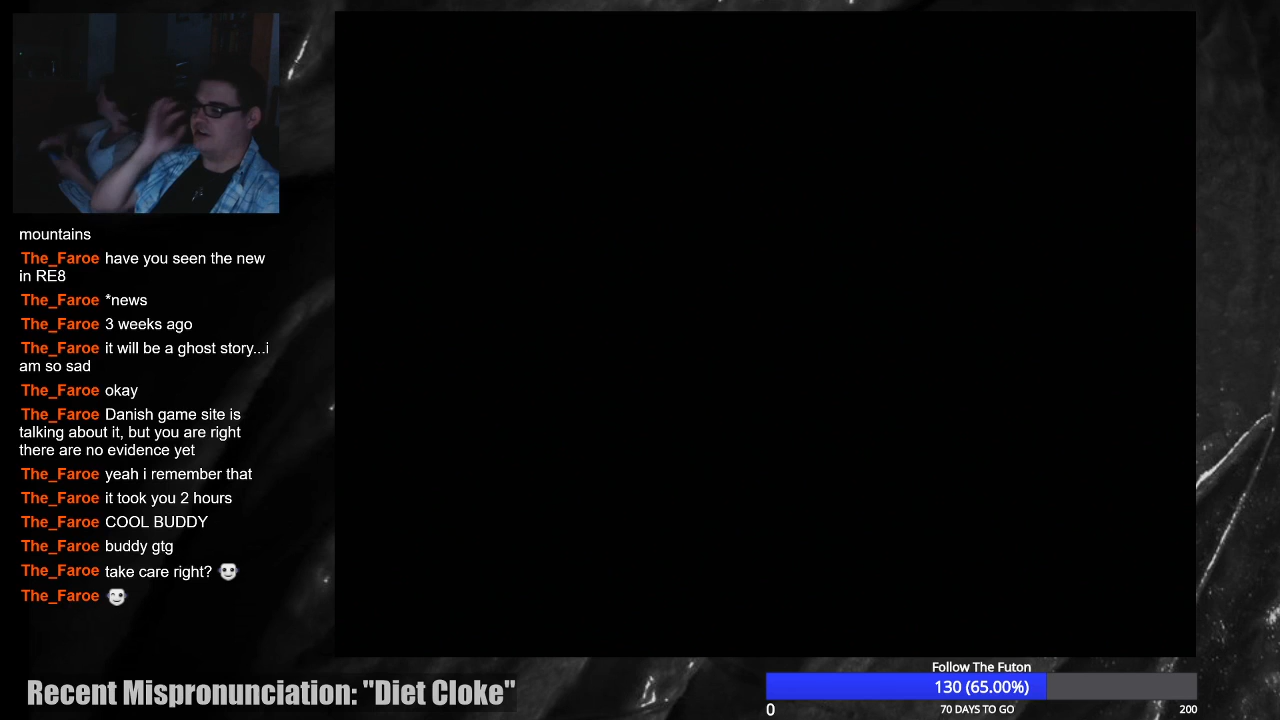 mountains
The_Faroe have you seen the new
in RE8
The_Faroe *news
The_Faroe 3 weeks ago
The_Faroe it will be a ghost story...i
am so sad
The_Faroe okay
The_Faroe Danish game site is
talking about it, but you are right
there are no evidence yet
The_Faroe yeah i remember that
The_Faroe it took you 2 hours
The_Faroe COOL BUDDY
The_Faroe buddy gtg
The_Faroe take care right?
The_Faroe
Recent Mispronunciation: "Diet Cloke"
Follow The Futon
130 (65.00%)
0 70 DAYS TO GO 200